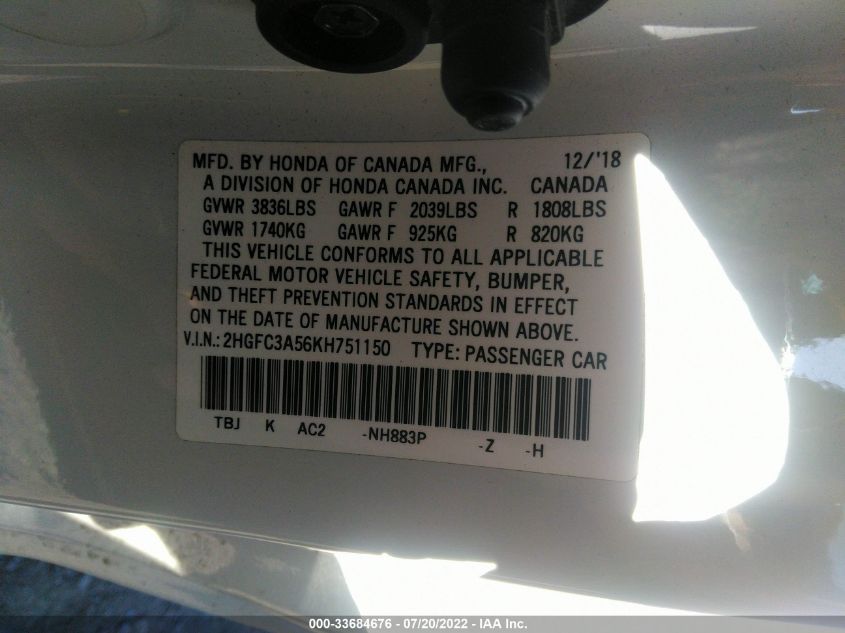 MFD. BY HONDA OF CANADA MFG., 12/'18
A DIVISION OF HONDA CANADA INC. CANADA
GVWR 3836LBS GAWR F 2039LBS R 1808LBS
GVWR 1740KG GAWR F 925KG R 820KG
THIS VEHICLE CONFORMS TO ALL APPLICABLE
FEDERAL MOTOR VEHICLE SAFETY, BUMPER,
AND THEFT PREVENTION STANDARDS IN EFFECT
ON THE DATE OF MANUFACTURE SHOWN ABOVE.
V.I.N.: 2HGFC3A56KH751150 TYPE: PASSENGER CAR
TBJ K AC2 -NH883P -Z -H
000-33684676 - 07/20/2022 - IAA Inc.